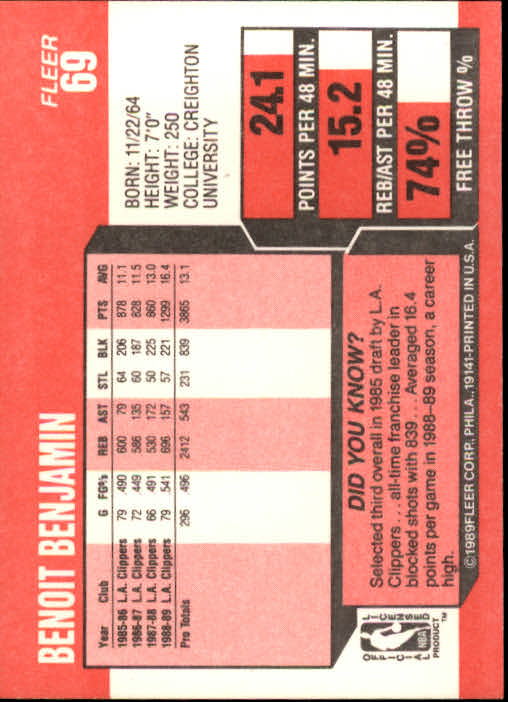 BENOIT BENJAMIN
FLEER
69
BORN: 11/22/64
HEIGHT: 7'0"
WEIGHT: 250
COLLEGE: CREIGHTON
UNIVERSITY
Year Club G FG% REB AST STL BLK PTS AVG
1985-86 L.A. Clippers 79 .490 600 79 64 206 878 11.1
1986-87 L.A. Clippers 72 .449 586 135 60 187 828 11.5
1987-88 L.A. Clippers 66 .491 530 172 50 225 860 13.0
1988-89 L.A. Clippers 79 .541 696 157 57 221 1299 16.4
Pro Totals 296 .496 2412 543 231 839 3865 13.1
24.1
POINTS PER 48 MIN.
15.2
REB/AST PER 48 MIN.
74%
FREE THROW %
DID YOU KNOW?
Selected third overall in 1985 draft by L.A.
Clippers . . . all-time franchise leader in
blocked shots with 839 . . . Averaged 16.4
points per game in 1988-89 season, a career
high.
OFFICIAL LICENSED
NBA
PRODUCT™
©1989 FLEER CORP., PHILA., 19141-PRINTED IN U.S.A.